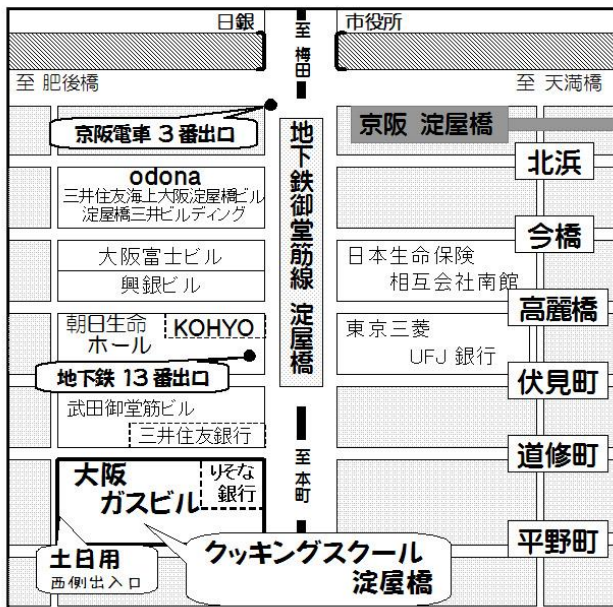 日銀
至 梅田
市役所
至 肥後橋
至 天満橋
京阪電車 3番出口
京阪 淀屋橋
北浜
odona
三井住友海上大阪淀屋橋ビル
淀屋橋三井ビルディング
地下鉄御堂筋線 淀屋橋
今橋
大阪富士ビル
興銀ビル
日本生命保険
相互会社南館
高麗橋
朝日生命
ホール
KOHYO
東京三菱
UFJ 銀行
地下鉄 13番出口
伏見町
武田御堂筋ビル
三井住友銀行
道修町
至 本町
大阪
ガスビル
りそな
銀行
平野町
土日用
西側出入口
クッキングスクール
淀屋橋